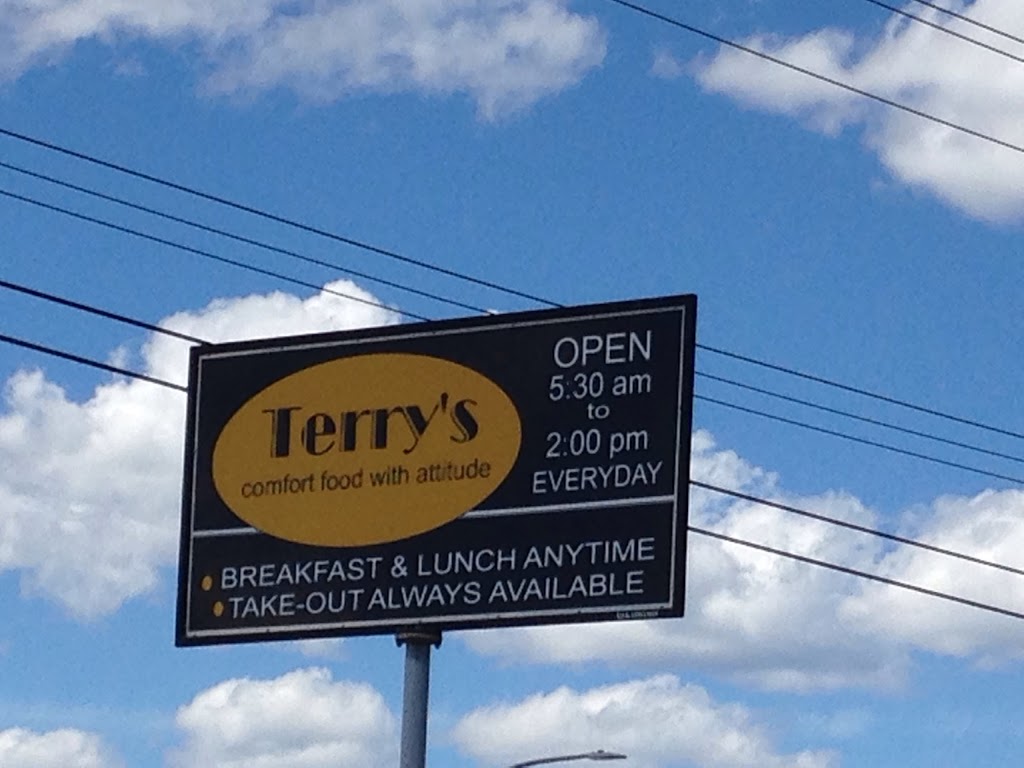 Terry's
comfort food with attitude
OPEN
5:30 am
to
2:00 pm
EVERYDAY
• BREAKFAST & LUNCH ANYTIME
• TAKE-OUT ALWAYS AVAILABLE